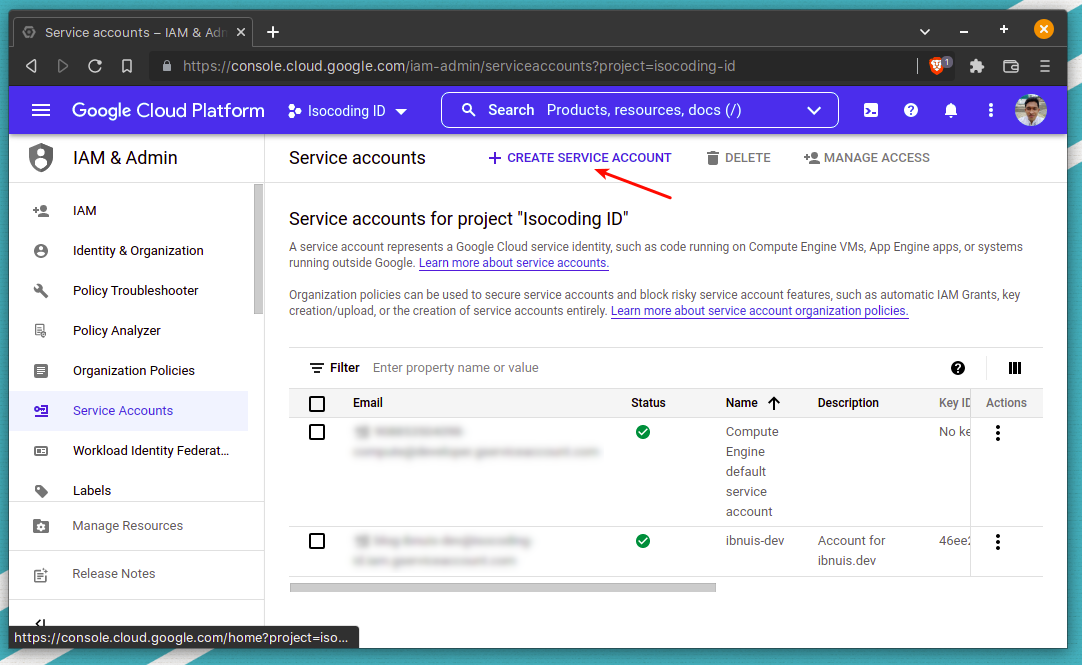 Service accounts – IAM & Adn
https://console.cloud.google.com/iam-admin/serviceaccounts?project=isocoding-id
1
Google Cloud Platform
Isocoding ID
Search Products, resources, docs (/)
IAM & Admin
IAM
Identity & Organization
Policy Troubleshooter
Policy Analyzer
Organization Policies
Service Accounts
Workload Identity Federat...
Labels
Manage Resources
Release Notes
Service accounts
CREATE SERVICE ACCOUNT
DELETE
MANAGE ACCESS
Service accounts for project "Isocoding ID"
A service account represents a Google Cloud service identity, such as code running on Compute Engine VMs, App Engine apps, or systems
running outside Google. Learn more about service accounts.
Organization policies can be used to secure service accounts and block risky service account features, such as automatic IAM Grants, key
creation/upload, or the creation of service accounts entirely. Learn more about service account organization policies.
Filter Enter property name or value
Email Status Name Description Key ID Actions
Compute No ke
Engine
default
service
account
ibnuis-dev Account for 46ee2
ibnuis.dev
https://console.cloud.google.com/home?project=iso...